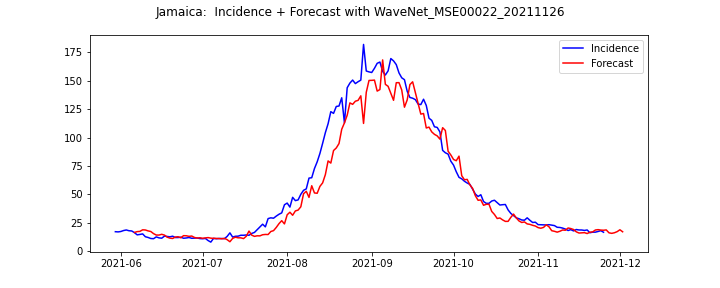 Jamaica:  Incidence + Forecast with WaveNet_MSE00022_20211126
Incidence
Forecast
175
150
125
100
75
50
25
0
2021-06 2021-07 2021-08 2021-09 2021-10 2021-11 2021-12